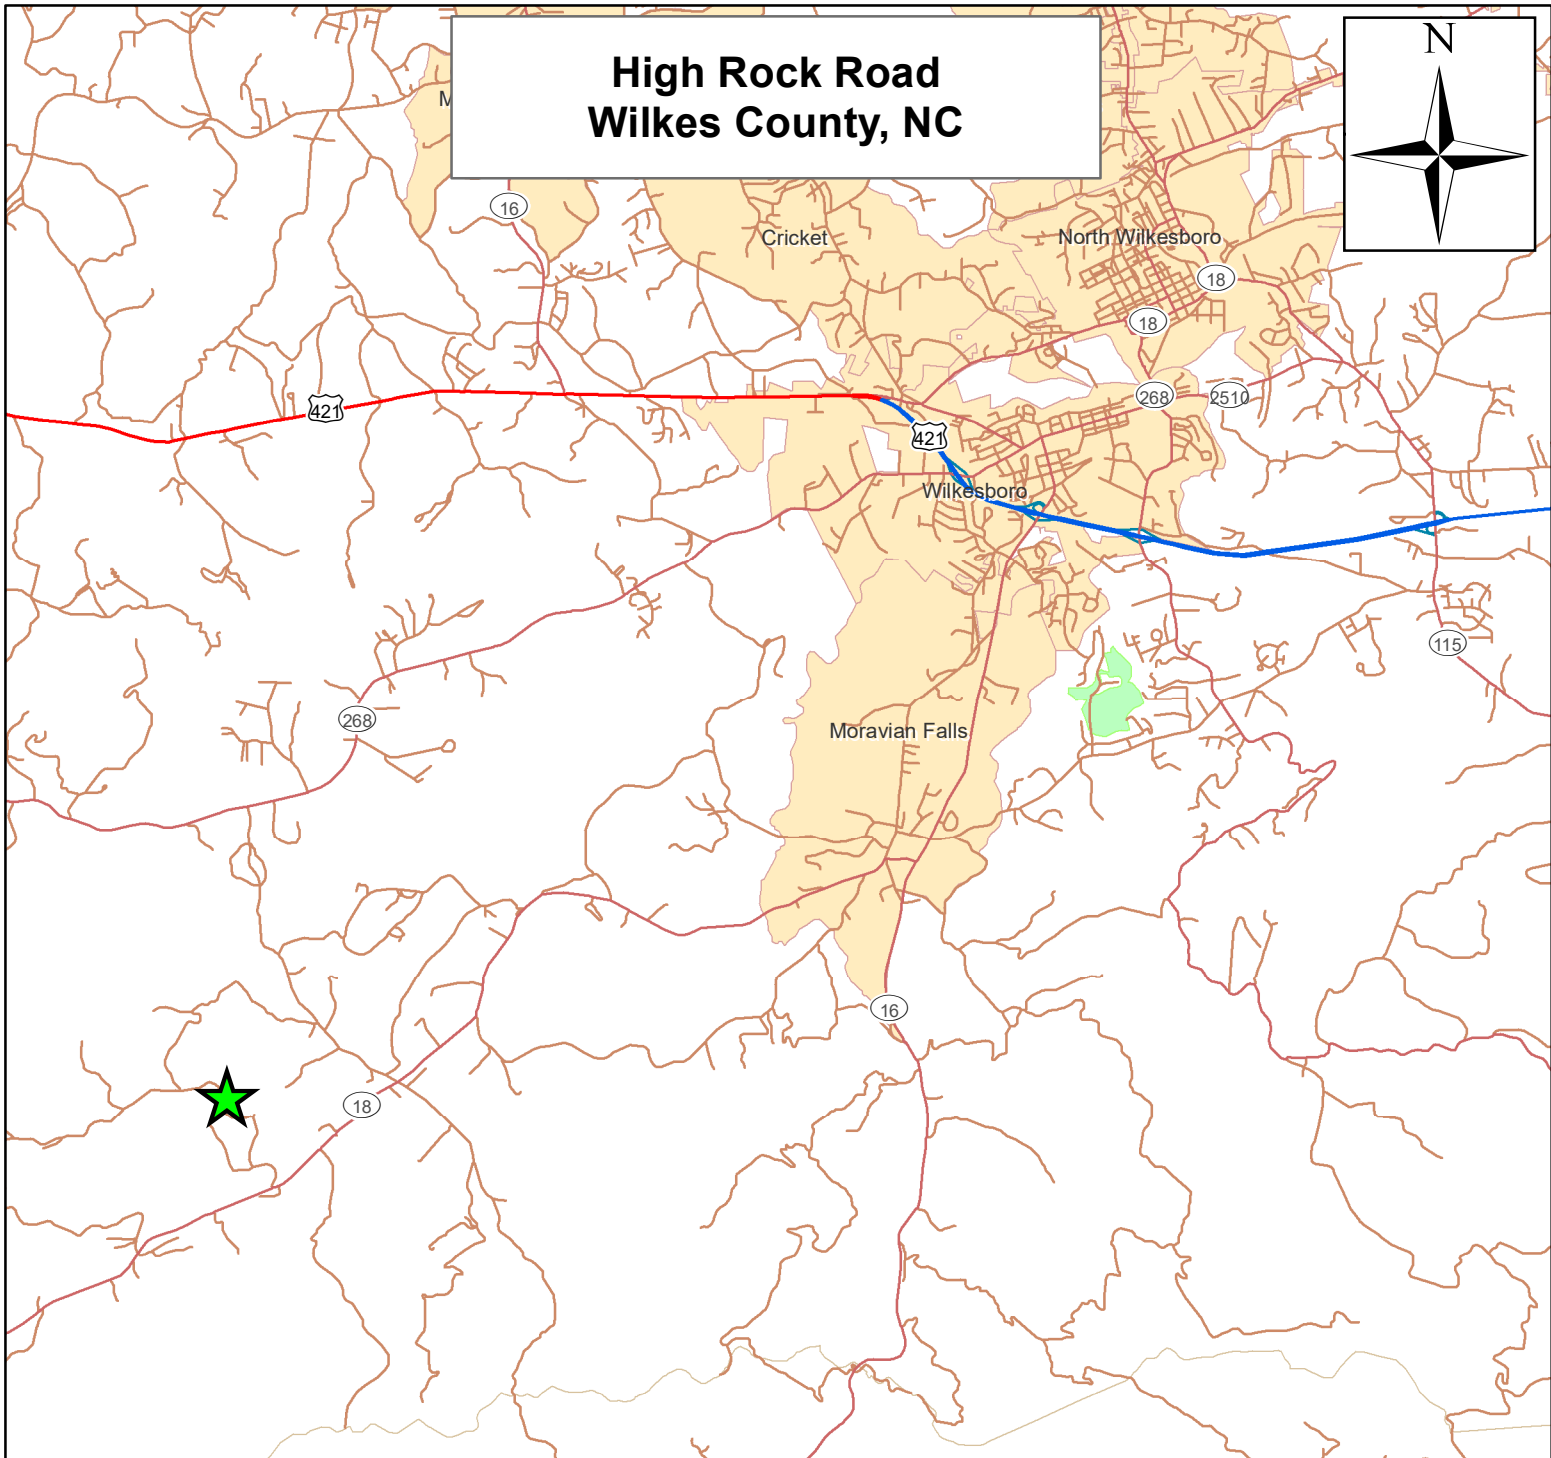 High Rock Road
Wilkes County, NC
N
M
16
Cricket
North Wilkesboro
18
18
421
268
2510
421
Wilkesboro
115
268
Moravian Falls
16
18